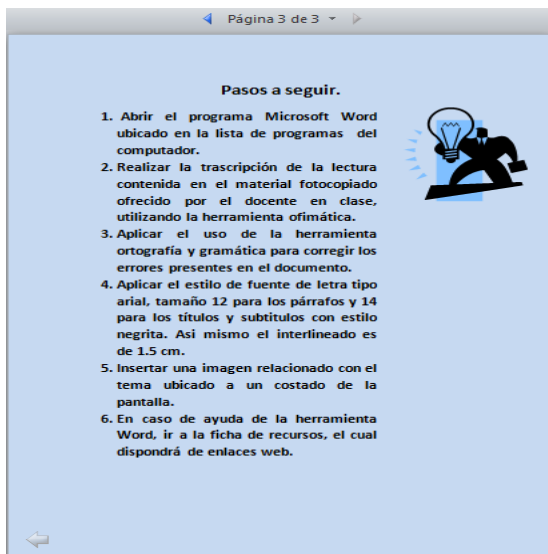 Página 3 de 3
Pasos a seguir.
1. Abrir el programa Microsoft Word
ubicado en la lista de programas del
computador.
2. Realizar la trascripción de la lectura
contenida en el material fotocopiado
ofrecido por el docente en clase,
utilizando la herramienta ofimática.
3. Aplicar el uso de la herramienta
ortografía y gramática para corregir los
errores presentes en el documento.
4. Aplicar el estilo de fuente de letra tipo
arial, tamaño 12 para los párrafos y 14
para los títulos y subtitulos con estilo
negrita. Asi mismo el interlineado es
de 1.5 cm.
5. Insertar una imagen relacionado con el
tema ubicado a un costado de la
pantalla.
6. En caso de ayuda de la herramienta
Word, ir a la ficha de recursos, el cual
dispondrá de enlaces web.